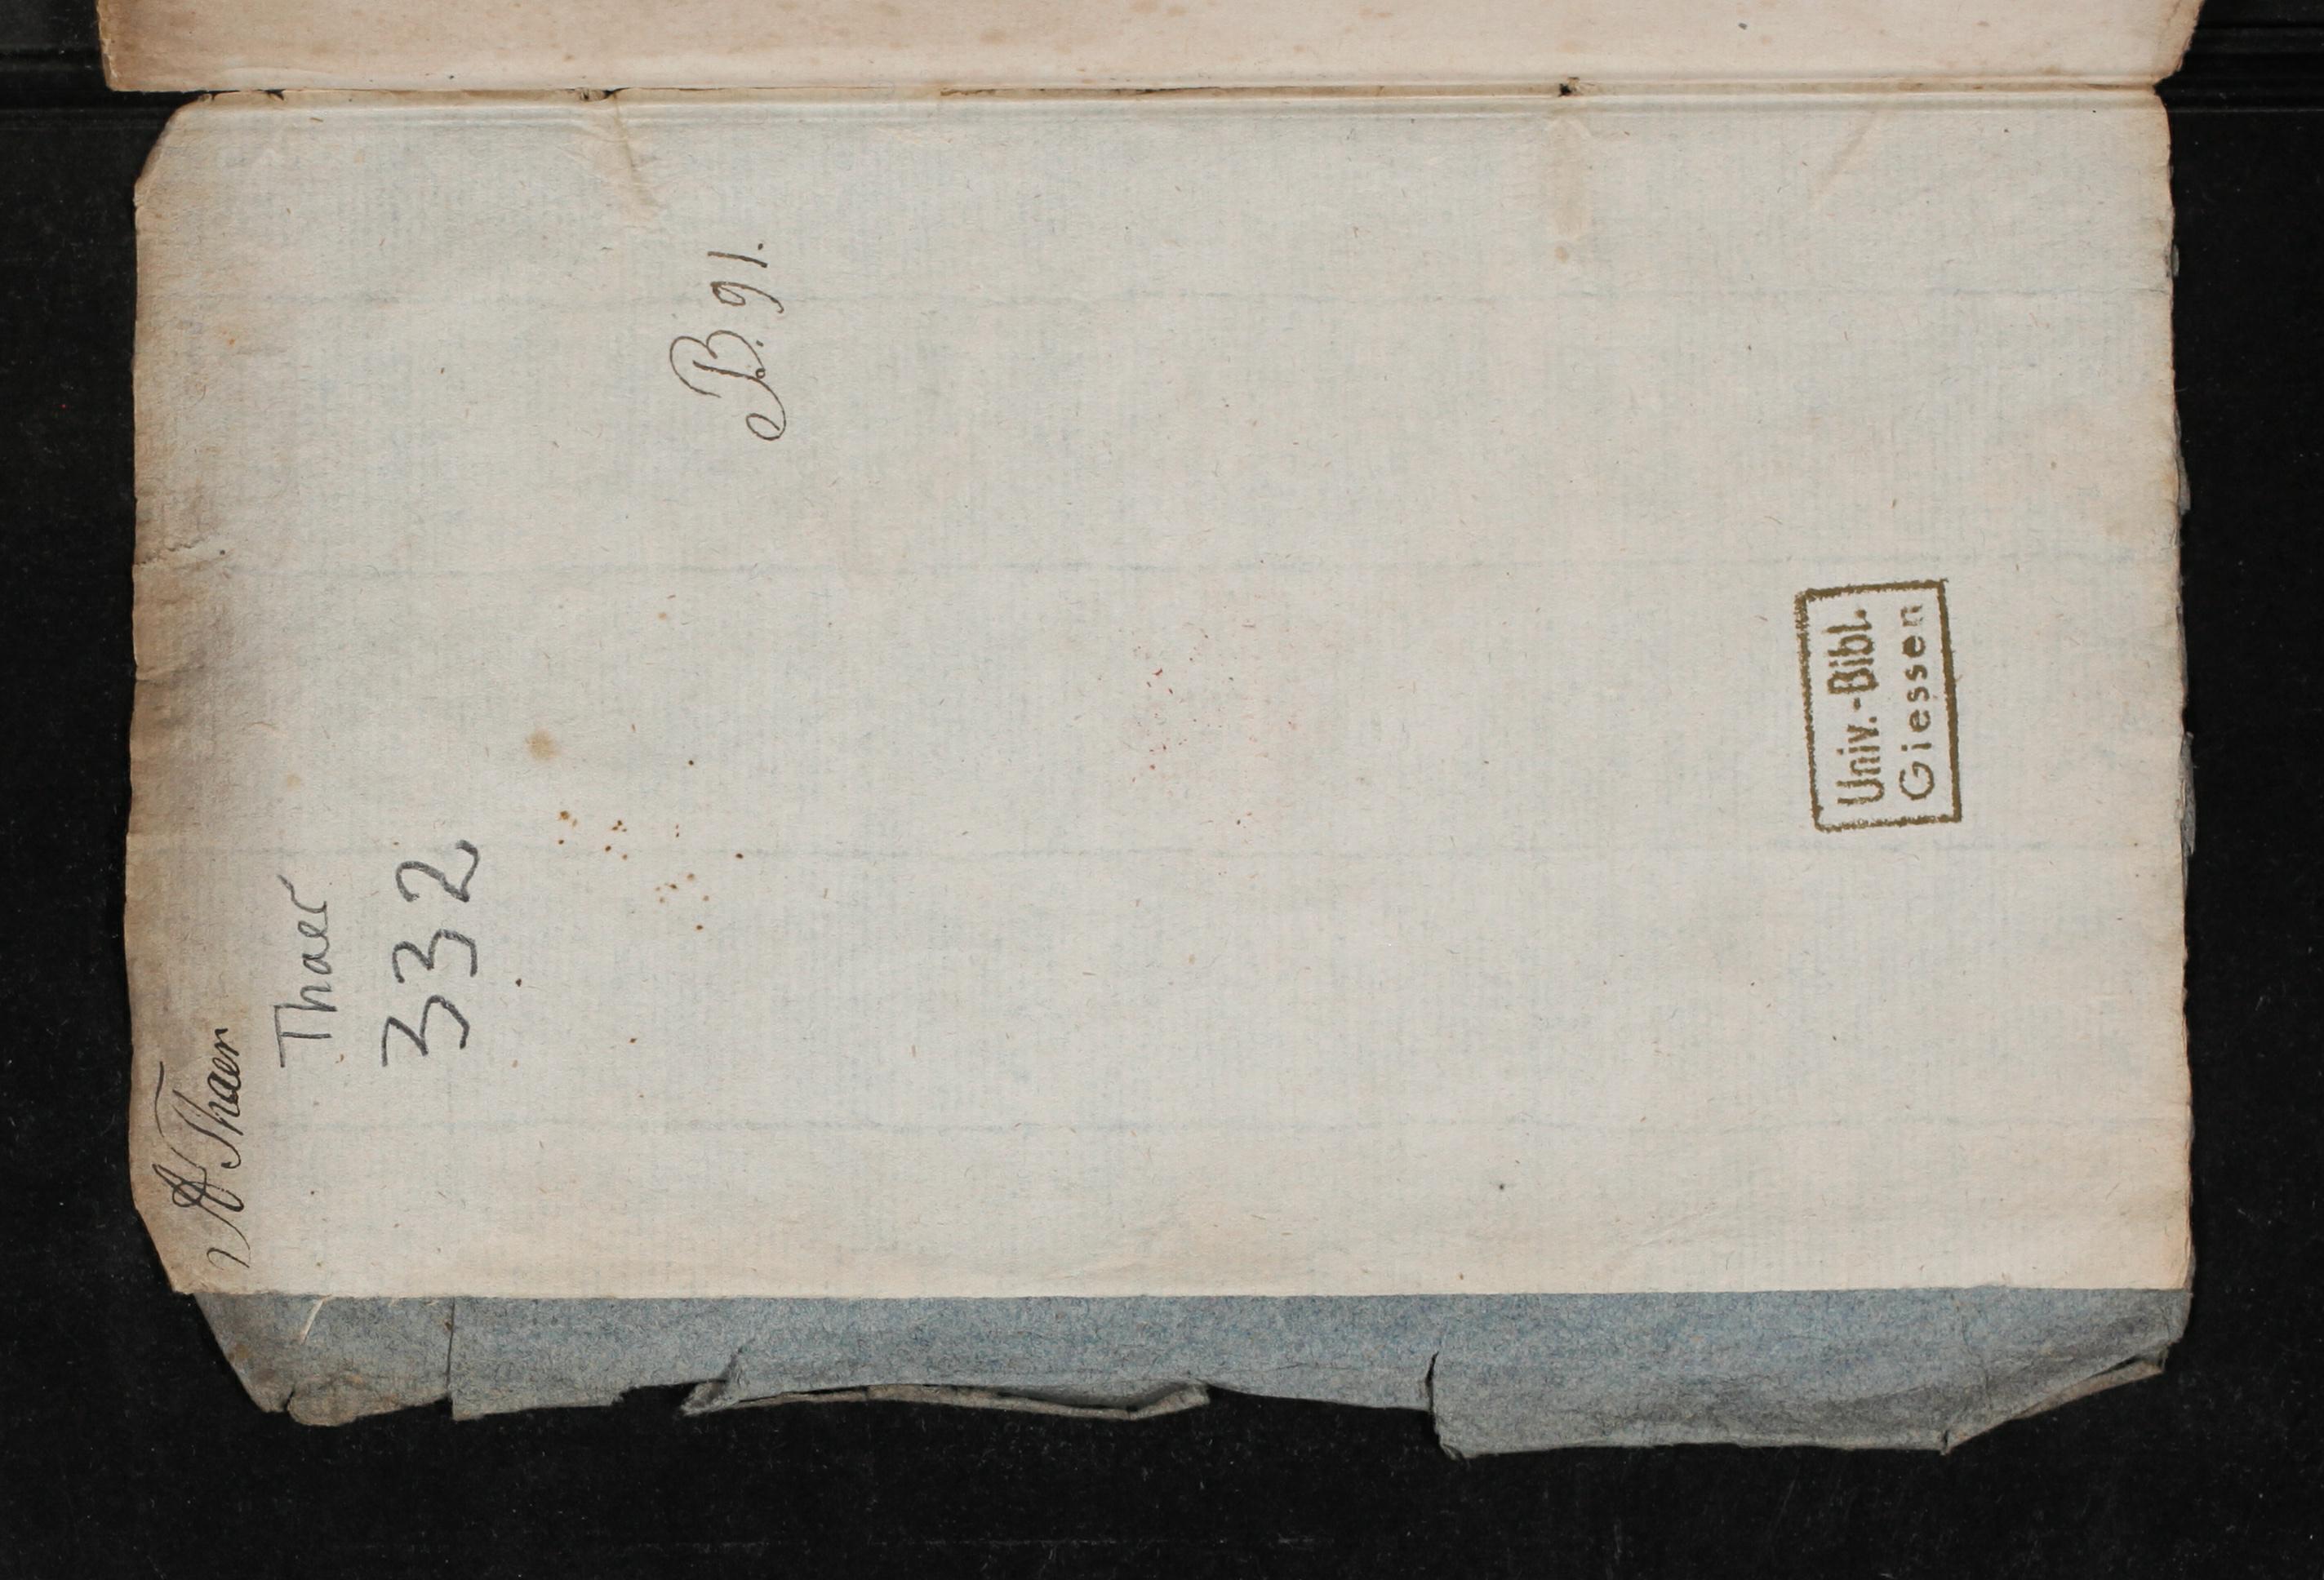 A Thaer
Thaer
332
B. 91.
Univ.-Bibl.
Giessen